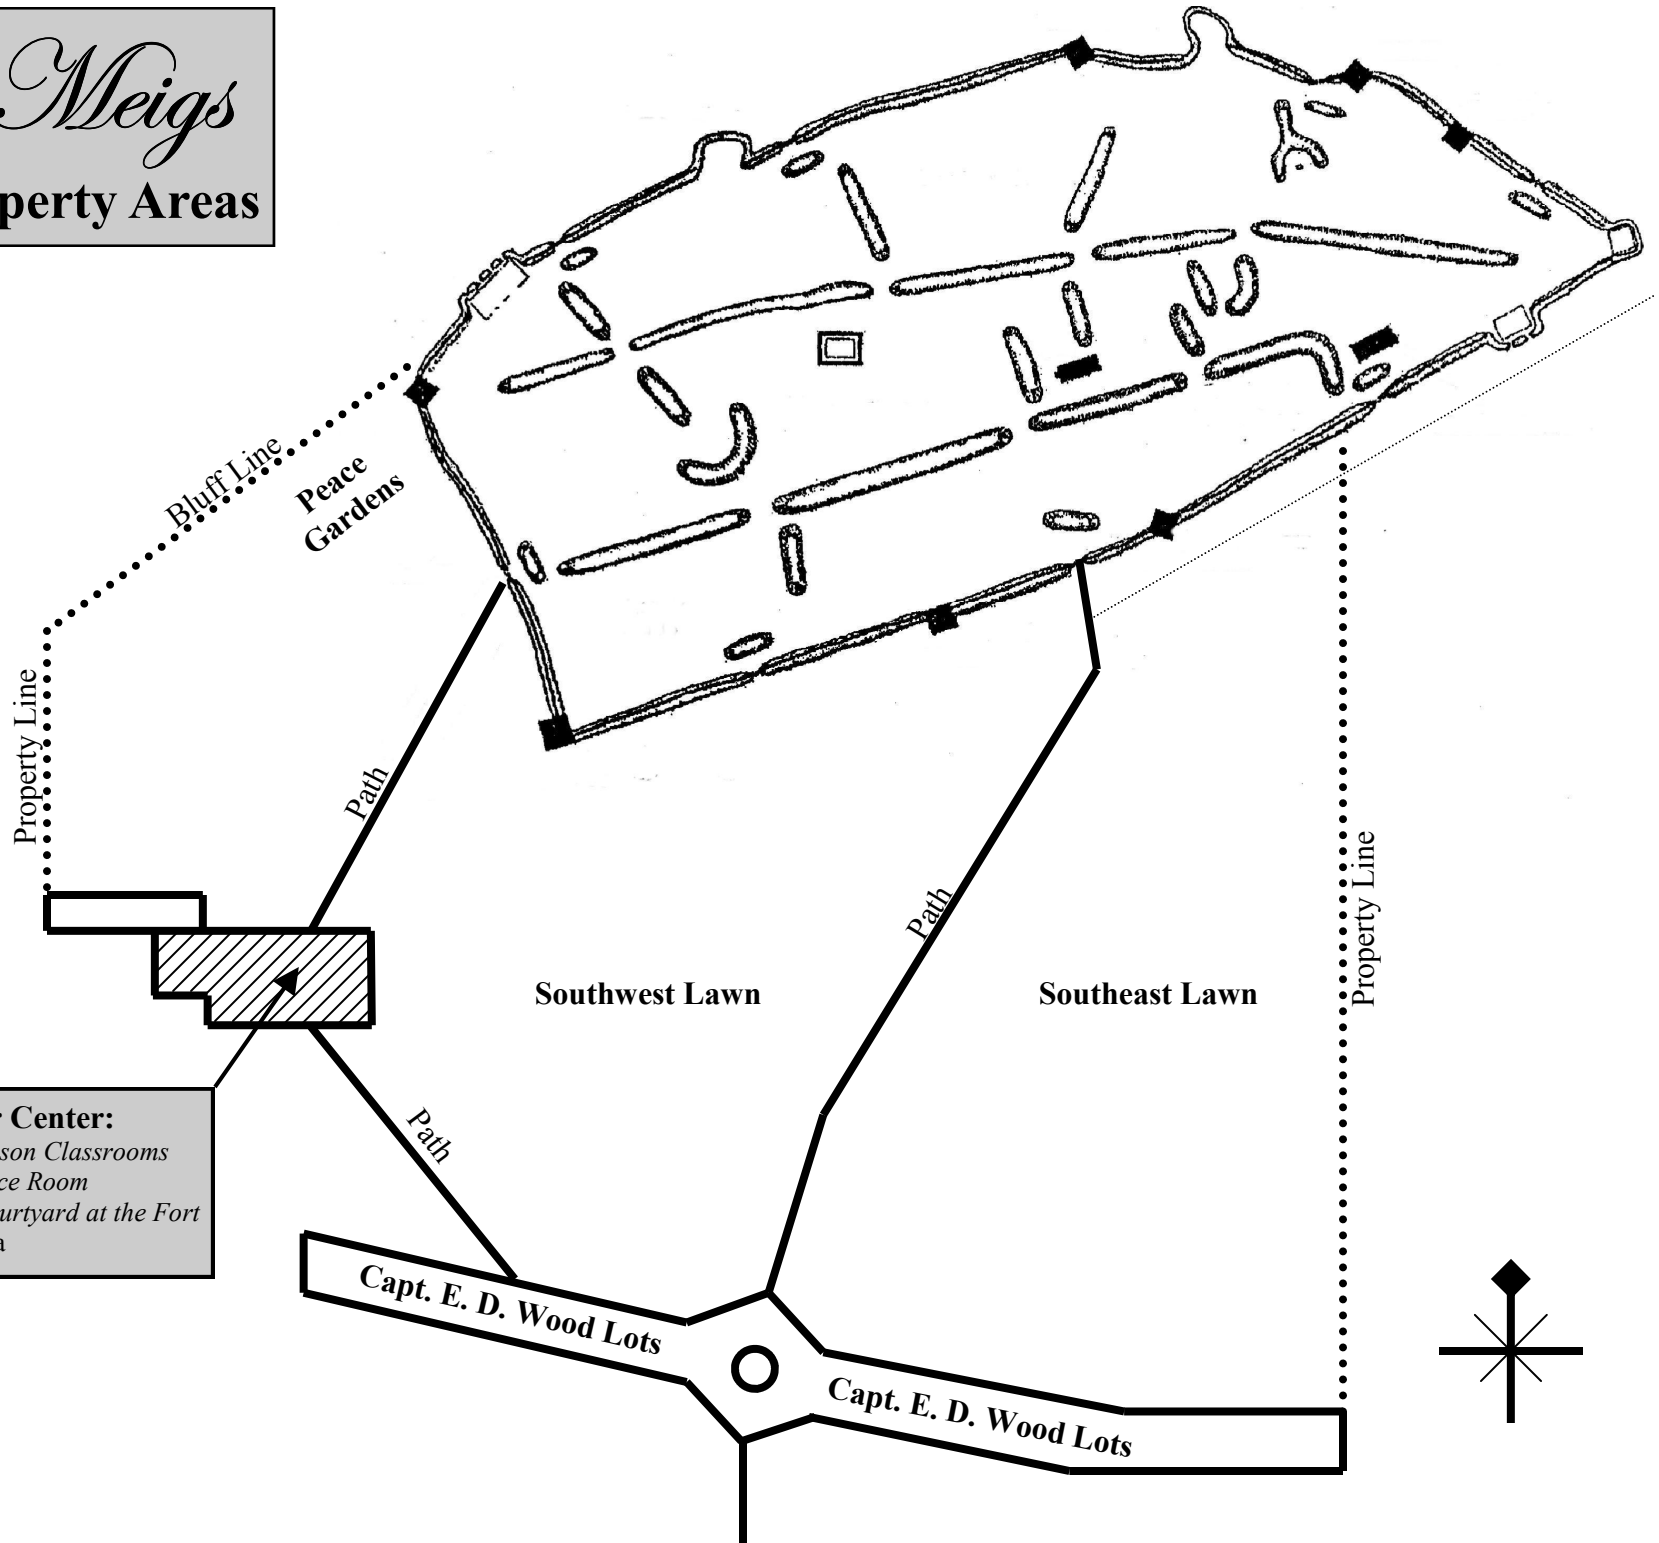 Meigs
perty Areas
Bluff Line
Peace
Gardens
Property Line
Path
Path
Property Line
Southwest Lawn
Southeast Lawn
r Center:
son Classrooms
ce Room
urtyard at the Fort
a
Path
Capt. E. D. Wood Lots
Capt. E. D. Wood Lots